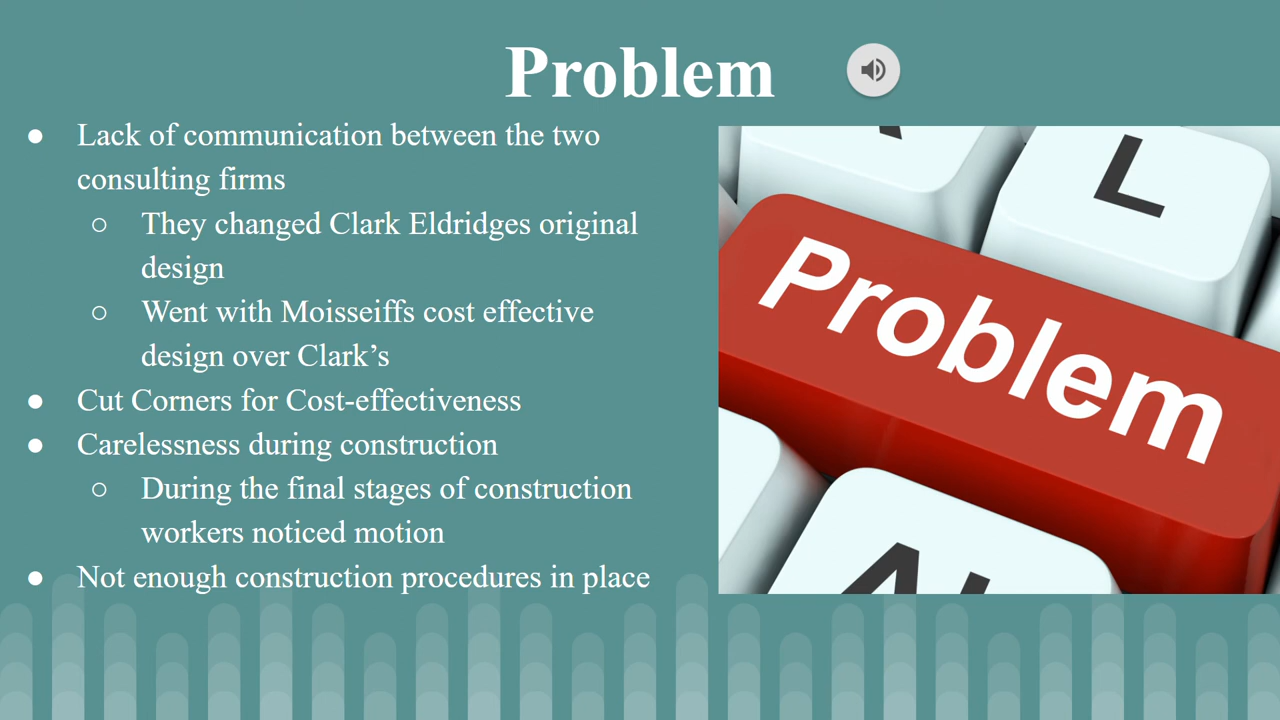 Problem
● Lack of communication between the two
consulting firms
○ They changed Clark Eldridges original
design
○ Went with Moisseiffs cost effective
design over Clark's
● Cut Corners for Cost-effectiveness
● Carelessness during construction
○ During the final stages of construction
workers noticed motion
● Not enough construction procedures in place
L
Problem